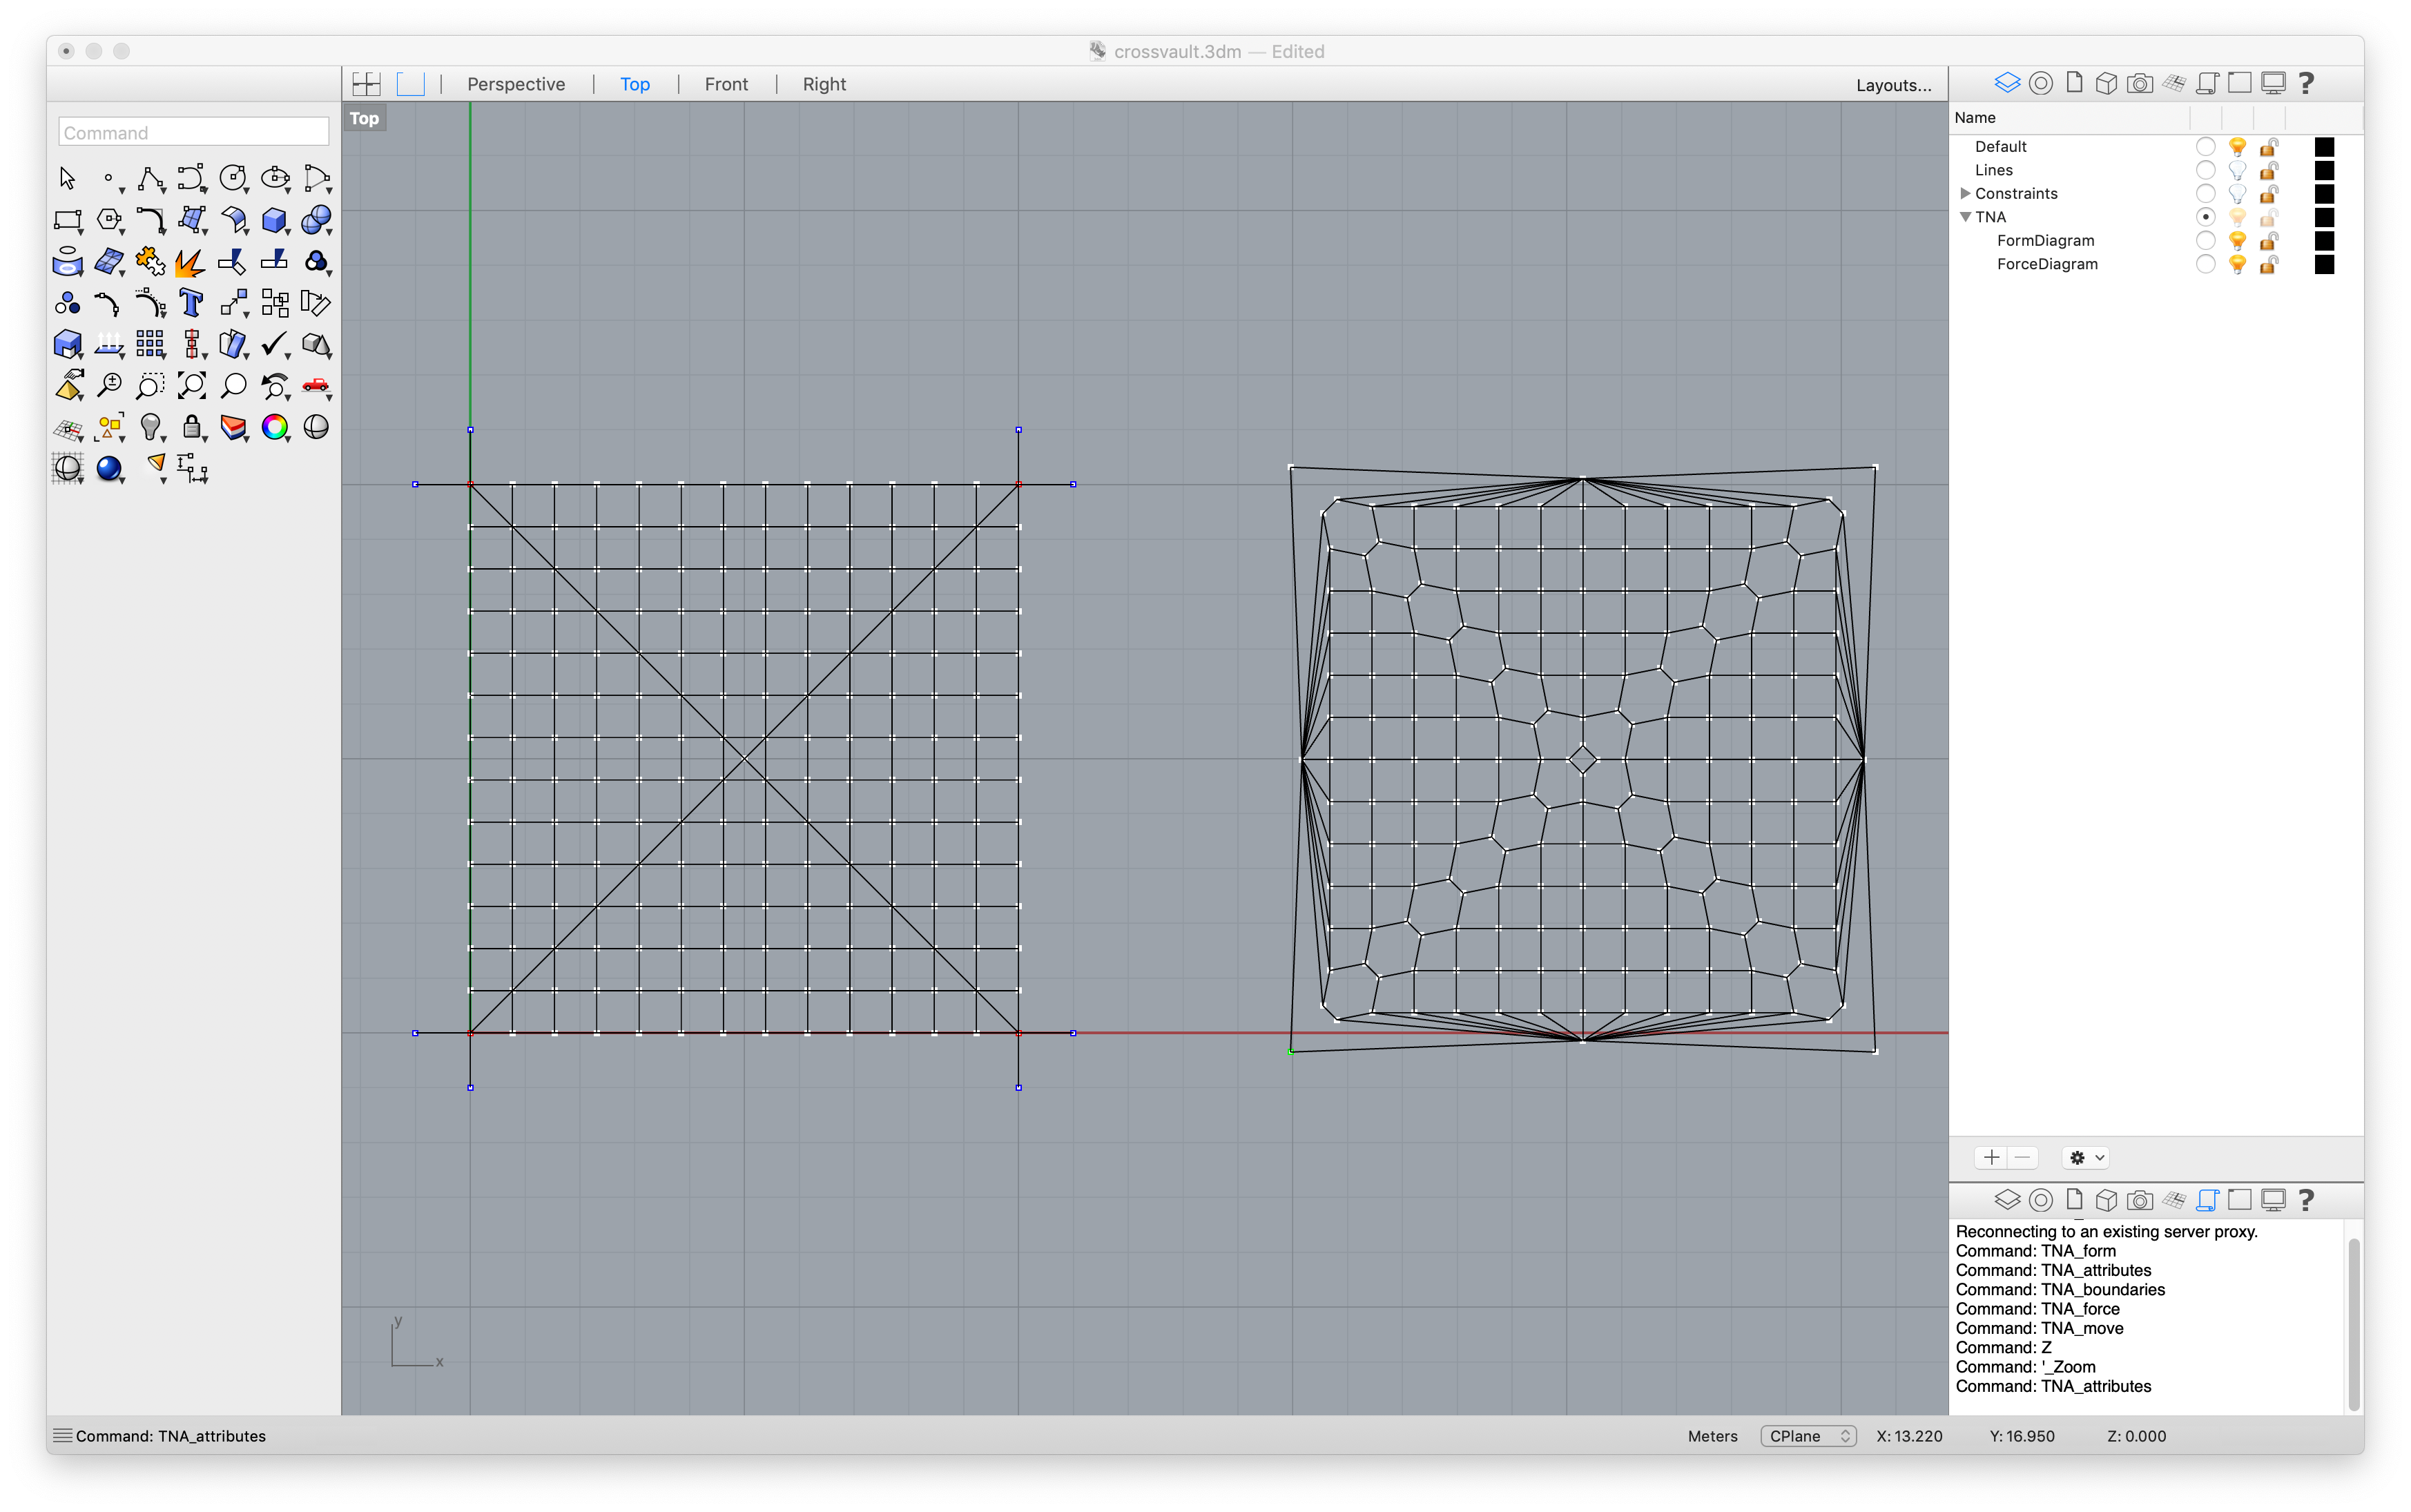 crossvault.3dm — Edited
Perspective
Top
Front
Right
Layouts...
Command
Top
Name
Default
Lines
Constraints
TNA
FormDiagram
ForceDiagram
y
x
Reconnecting to an existing server proxy.
Command: TNA_form
Command: TNA_attributes
Command: TNA_boundaries
Command: TNA_force
Command: TNA_move
Command: Z
Command: '_Zoom
Command: TNA_attributes
Command: TNA_attributes
Meters
CPlane
X: 13.220
Y: 16.950
Z: 0.000